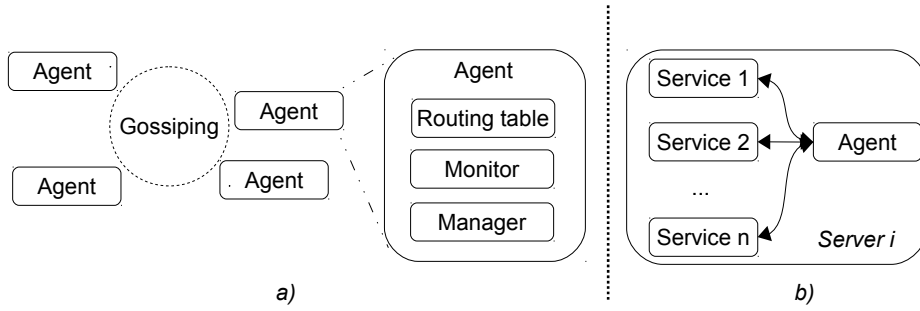 Agent
Agent
Gossiping
Agent
Agent
Agent
Routing table
Monitor
Manager
a)
Service 1
Service 2
...
Service n
Agent
Server i
b)